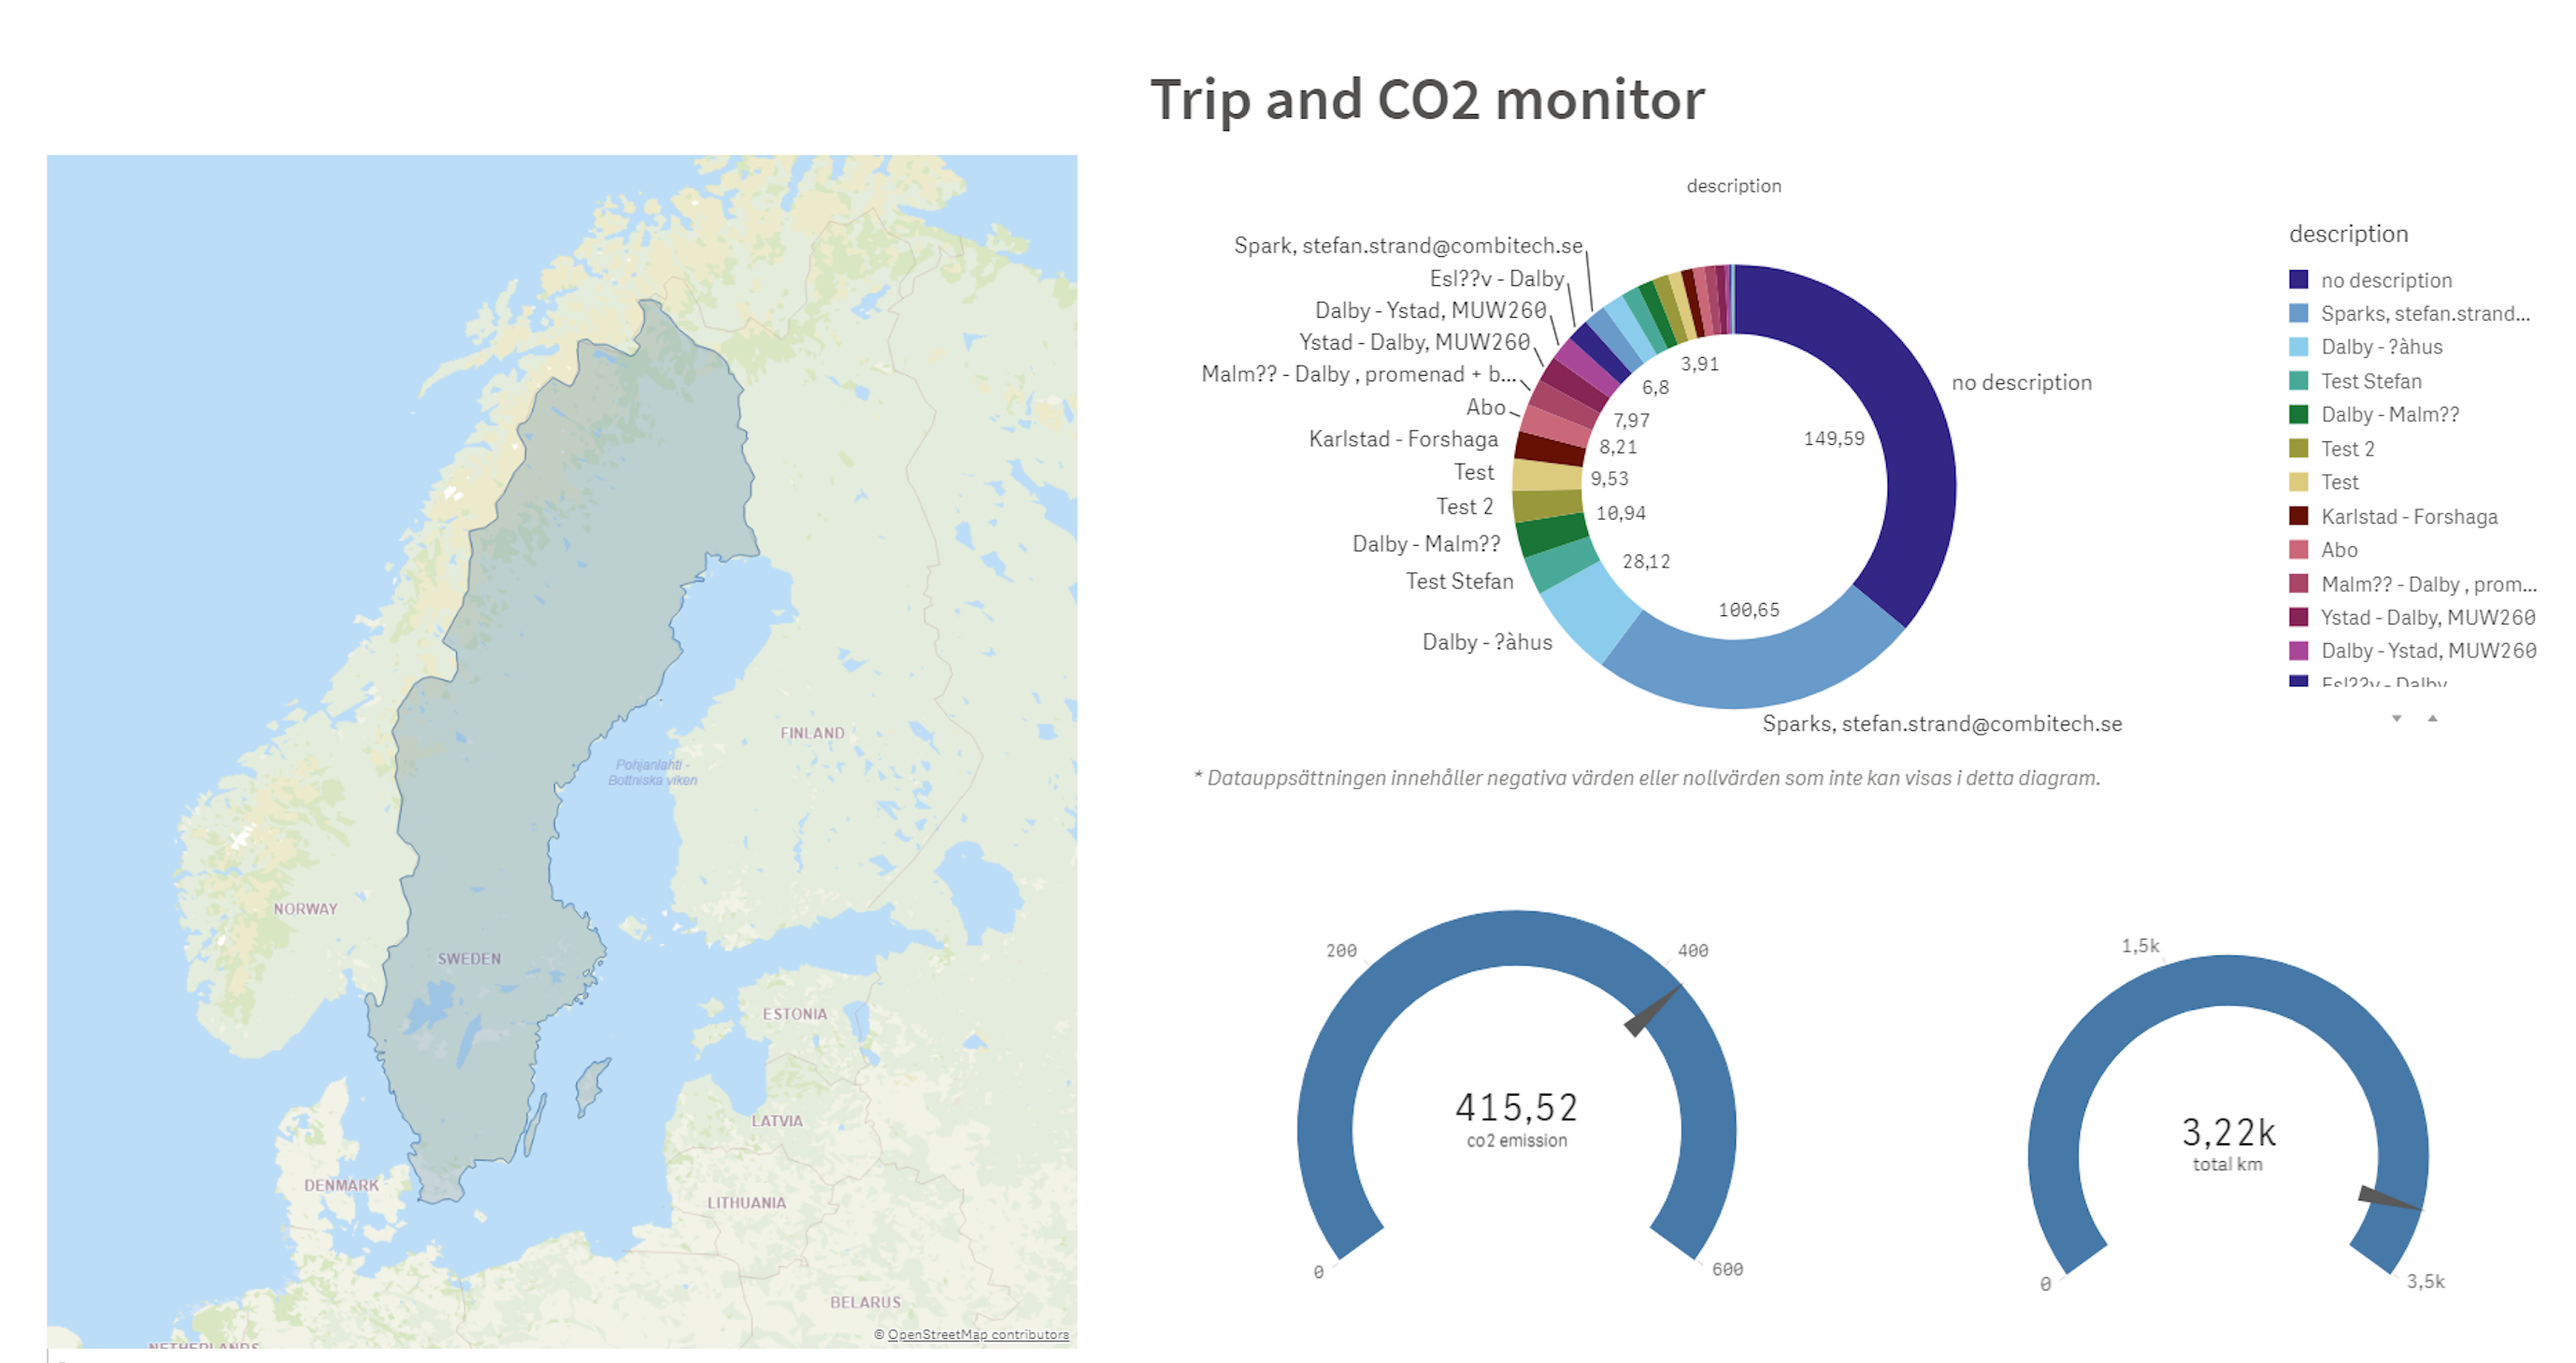 Trip and CO2 monitor
FINLAND
Pohjanlahti -
Bottniska viken
NORWAY
SWEDEN
ESTONIA
LATVIA
LITHUANIA
DENMARK
BELARUS
NETHERLANDS
© OpenStreetMap contributors
description
Spark, stefan.strand@combitech.se
Esl??v - Dalby
Dalby - Ystad, MUW260
Ystad - Dalby, MUW260
Malm?? - Dalby , promenad + b...
Abo
Karlstad - Forshaga
Test
Test 2
Dalby - Malm??
Test Stefan
Dalby - ?àhus
Sparks, stefan.strand@combitech.se
no description
3,91
6,8
7,97
8,21
9,53
10,94
28,12
100,65
149,59
description
no description
Sparks, stefan.strand...
Dalby - ?àhus
Test Stefan
Dalby - Malm??
Test 2
Test
Karlstad - Forshaga
Abo
Malm?? - Dalby , prom...
Ystad - Dalby, MUW260
Dalby - Ystad, MUW260
Esl??v - Dalby
* Datauppsättningen innehåller negativa värden eller nollvärden som inte kan visas i detta diagram.
200
400
415,52
co2 emission
0
600
1,5k
3,22k
total km
0
3,5k